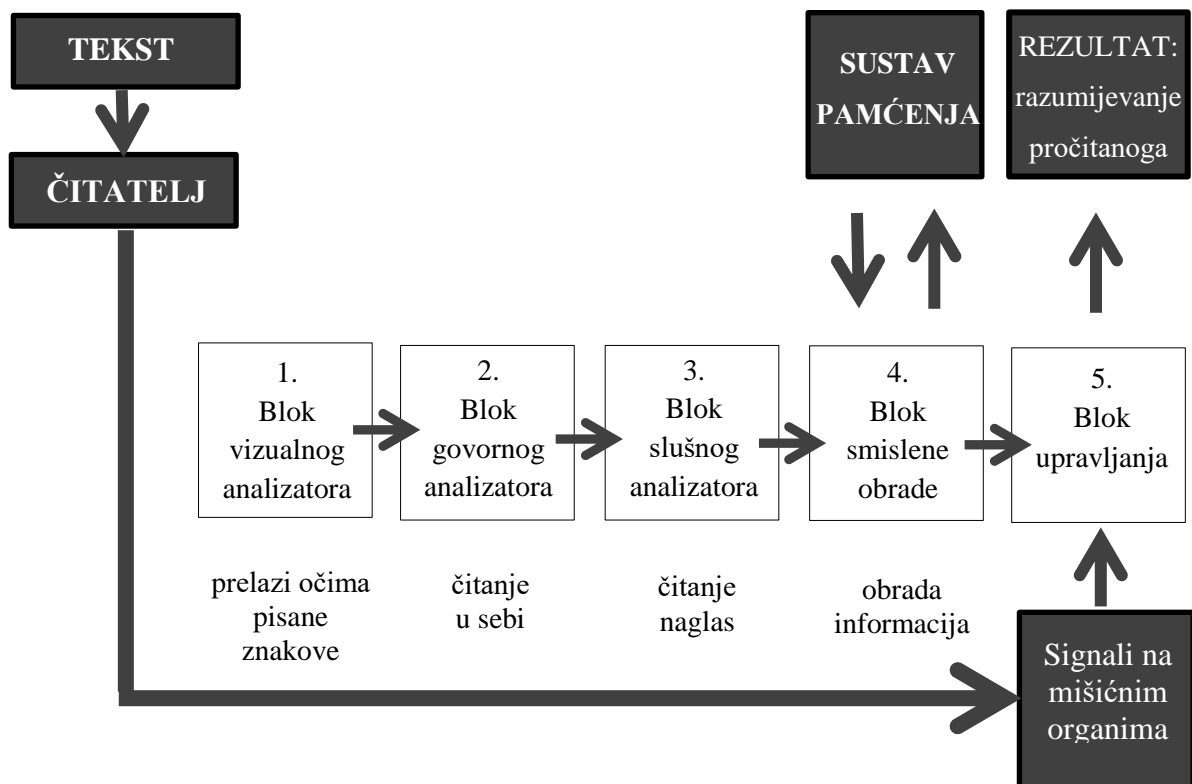 TEKST
ČITATELJ
SUSTAV
PAMĆENJA
REZULTAT:
razumijevanje
pročitanoga
1.
Blok
vizualnog
analizatora
2.
Blok
govornog
analizatora
3.
Blok
slušnog
analizatora
4.
Blok
smislene
obrade
5.
Blok
upravljanja
prelazi očima
pisane
znakove
čitanje
u sebi
čitanje
naglas
obrada
informacija
Signali na
mišićnim
organima